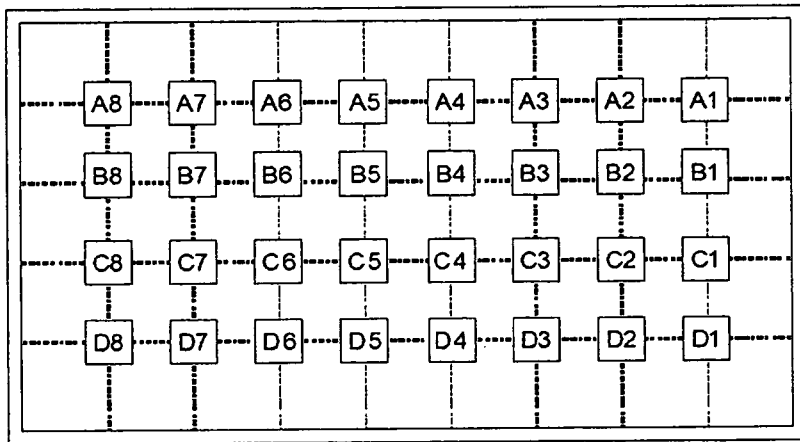 A8 A7 A6 A5 A4 A3 A2 A1
B8 B7 B6 B5 B4 B3 B2 B1
C8 C7 C6 C5 C4 C3 C2 C1
D8 D7 D6 D5 D4 D3 D2 D1